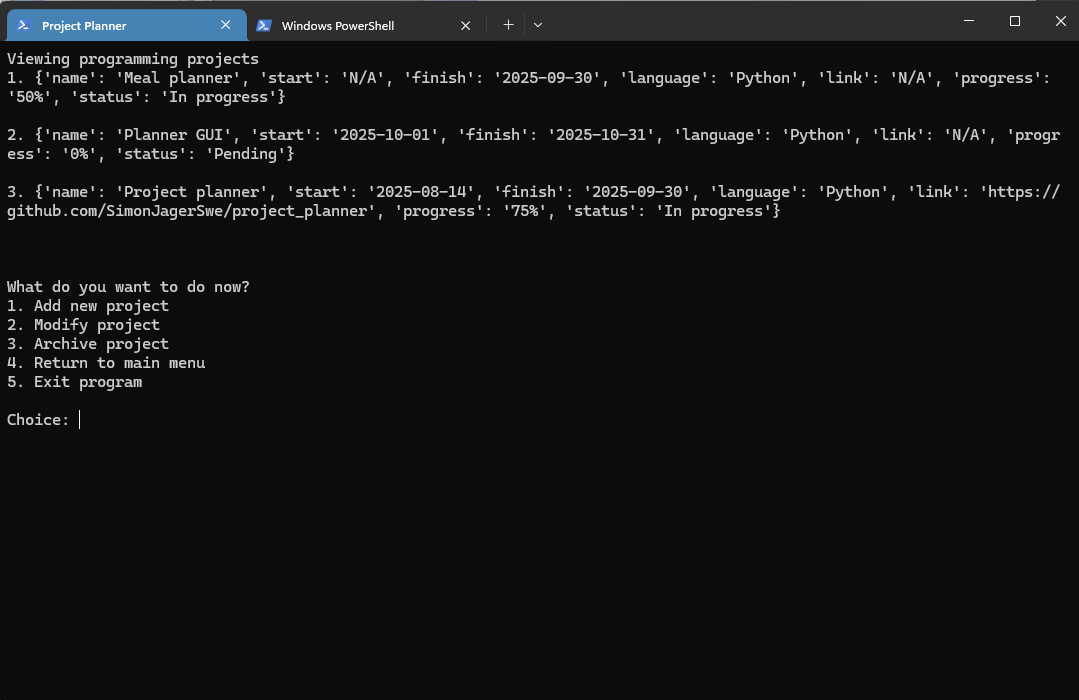 Project Planner
Windows PowerShell
Viewing programming projects
1. {'name': 'Meal planner', 'start': 'N/A', 'finish': '2025-09-30', 'language': 'Python', 'link': 'N/A', 'progress':
'50%', 'status': 'In progress'}
2. {'name': 'Planner GUI', 'start': '2025-10-01', 'finish': '2025-10-31', 'language': 'Python', 'link': 'N/A', 'progr
ess': '0%', 'status': 'Pending'}
3. {'name': 'Project planner', 'start': '2025-08-14', 'finish': '2025-09-30', 'language': 'Python', 'link': 'https://
github.com/SimonJagerSwe/project_planner', 'progress': '75%', 'status': 'In progress'}
What do you want to do now?
1. Add new project
2. Modify project
3. Archive project
4. Return to main menu
5. Exit program
Choice: